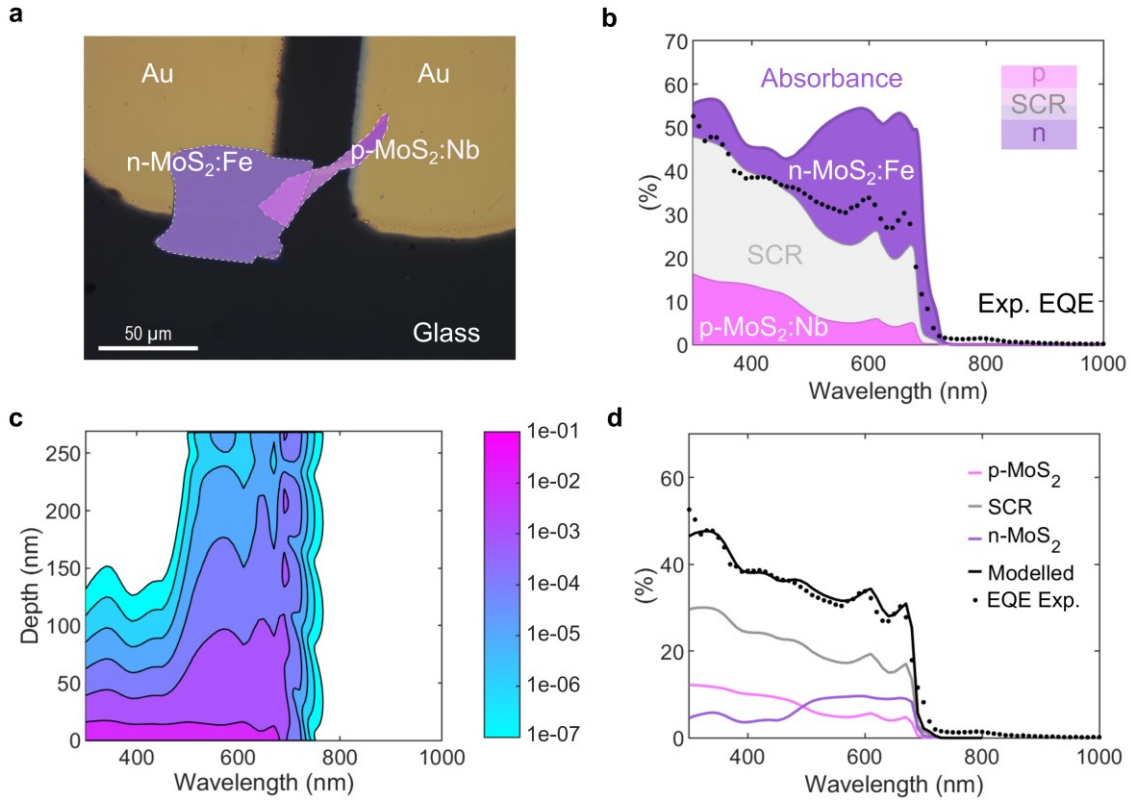 a
Au
Au
n-MoS₂:Fe
p-MoS₂:Nb
50 µm
Glass
b
70
60
50
40
30
20
10
0
(%)
Absorbance
p
SCR
n
n-MoS₂:Fe
SCR
p-MoS₂:Nb
Exp. EQE
400
600
800
1000
Wavelength (nm)
c
250
200
150
100
50
0
Depth (nm)
400
600
800
1000
Wavelength (nm)
1e-01
1e-02
1e-03
1e-04
1e-05
1e-06
1e-07
d
60
40
20
0
(%)
p-MoS₂
SCR
n-MoS₂
Modelled
EQE Exp.
400
600
800
1000
Wavelength (nm)